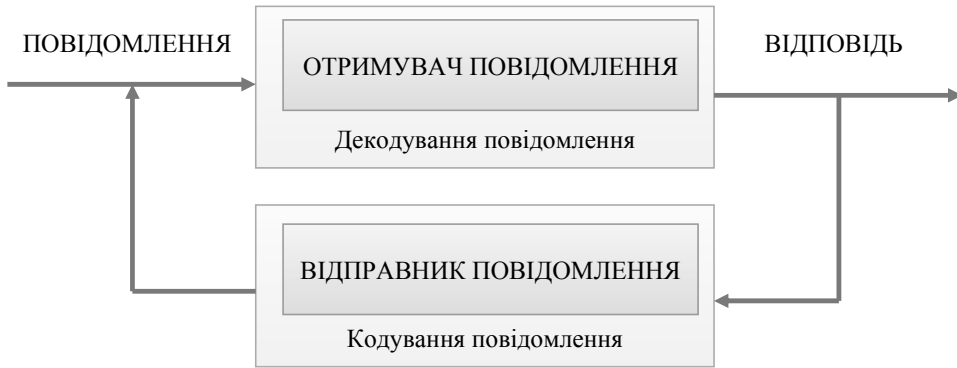 ПОВІДОМЛЕННЯ
ОТРИМУВАЧ ПОВІДОМЛЕННЯ
ВІДПОВІДЬ
Декодування повідомлення
ВІДПРАВНИК ПОВІДОМЛЕННЯ
Кодування повідомлення